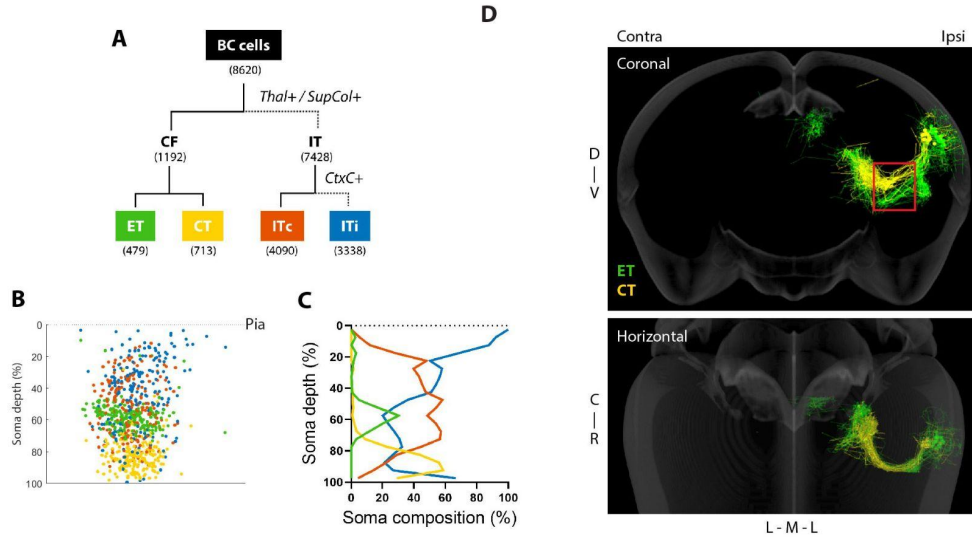 A
BC cells
(8620)
Thal+ / SupCol+
CF
(1192)
IT
(7428)
CtxC+
ET
(479)
CT
(713)
ITc
(4090)
ITi
(3338)
B
Pia
0
20
40
60
80
100
Soma depth (%)
C
0
20
40
60
80
100
Soma depth (%)
0 20 40 60 80 100
Soma composition (%)
D
Contra Ipsi
Coronal
D
V
ET
CT
Horizontal
C
R
L - M - L